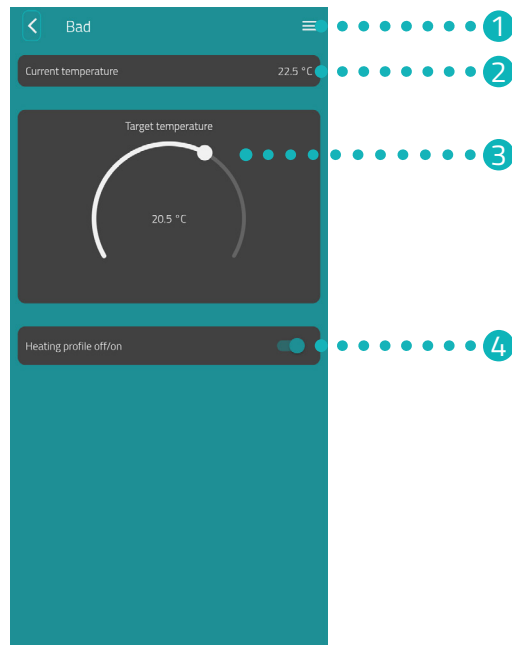 Bad
1
Current temperature 22.5 °C
2
Target temperature
3
20.5 °C
Heating profile off/on
4